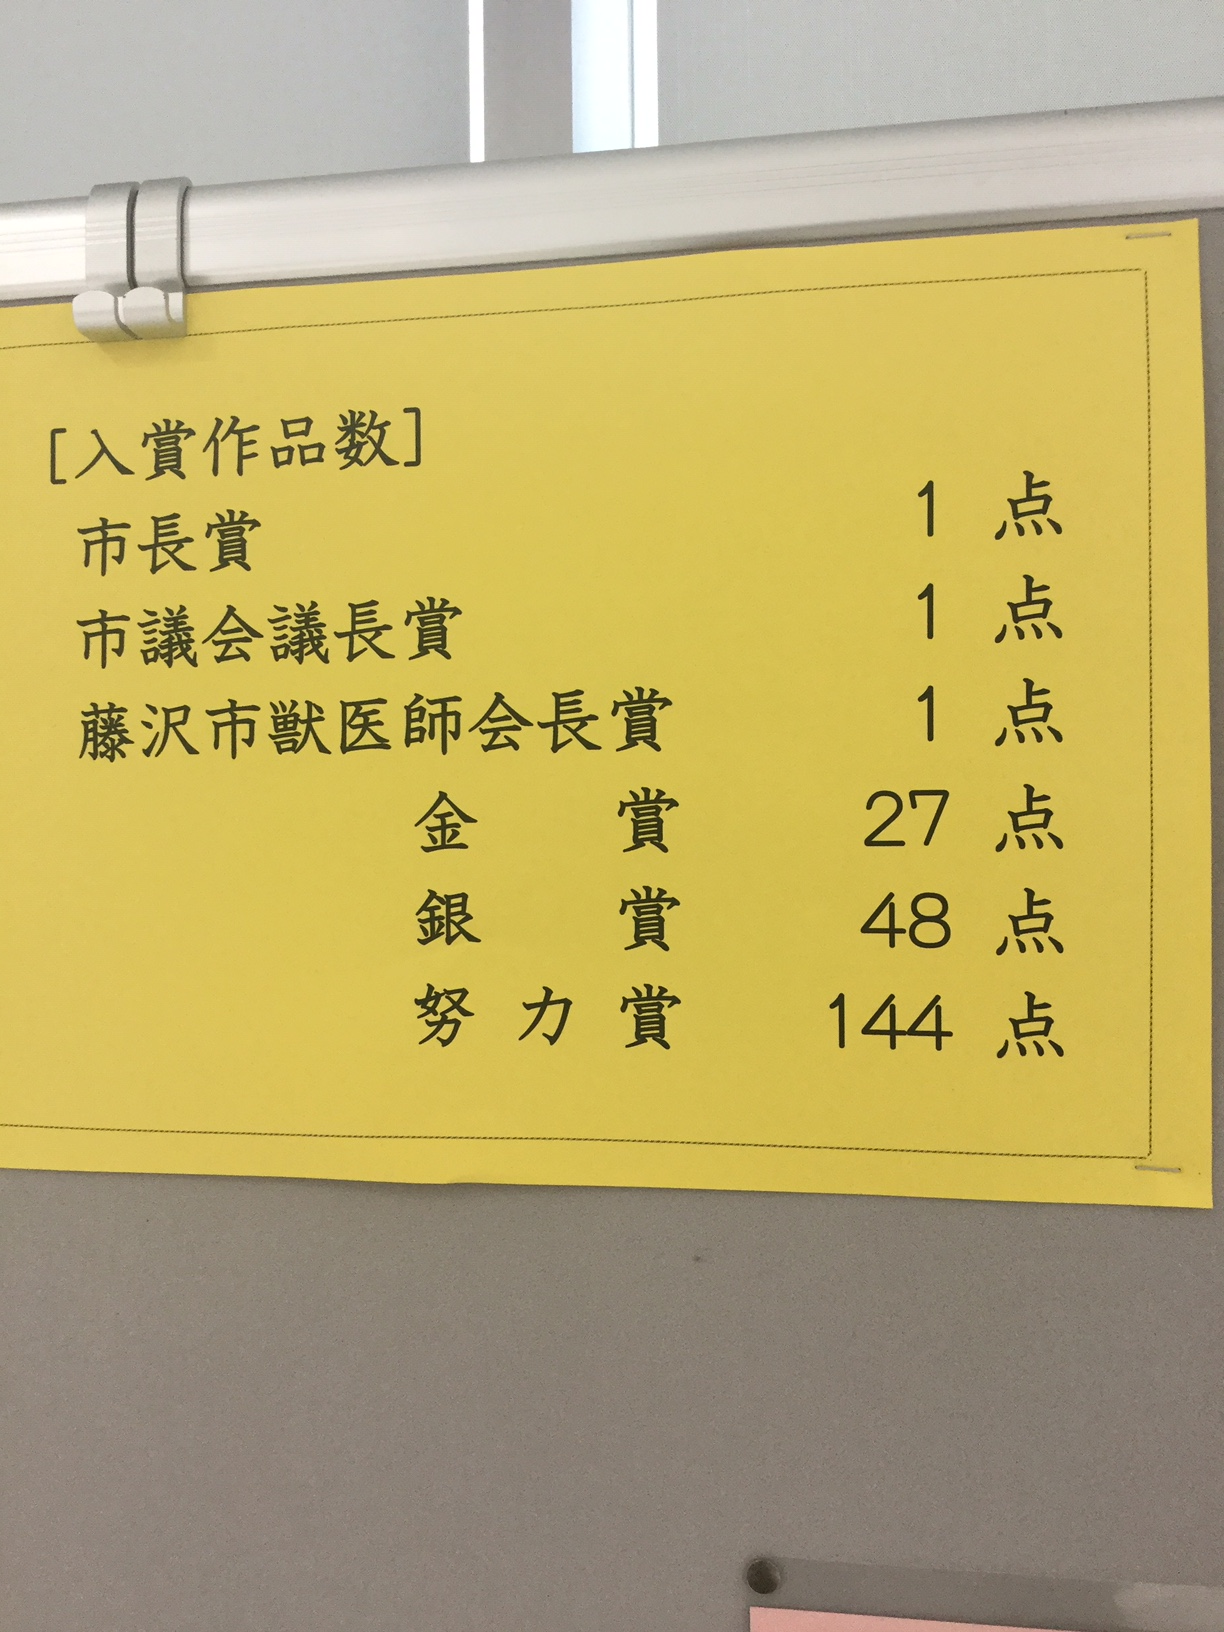 [入賞作品数]
市長賞 1 点
市議会議長賞 1 点
藤沢市獣医師会長賞 1 点
金 賞 27 点
銀 賞 48 点
努 力 賞 144 点